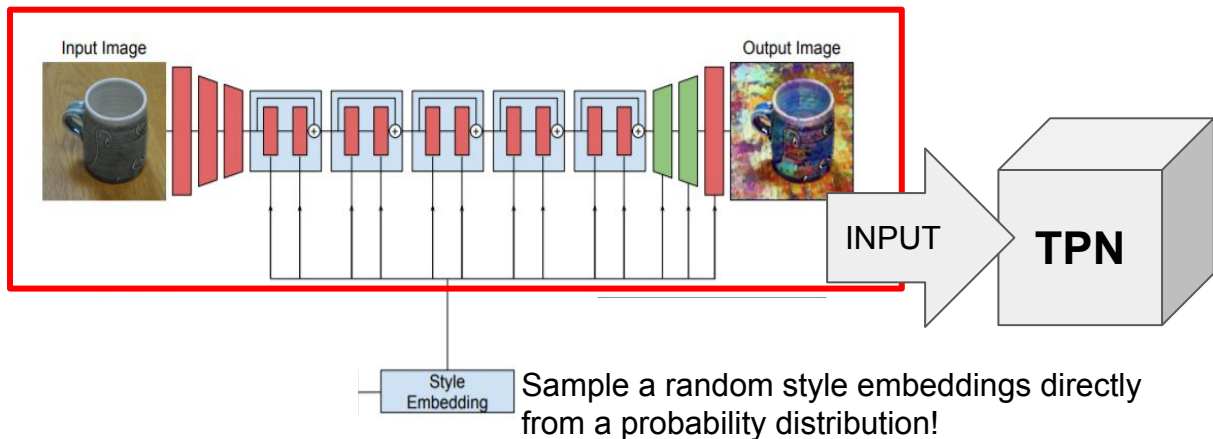 Input Image
Output Image
INPUT
TPN
Style
Embedding
Sample a random style embeddings directly
from a probability distribution!